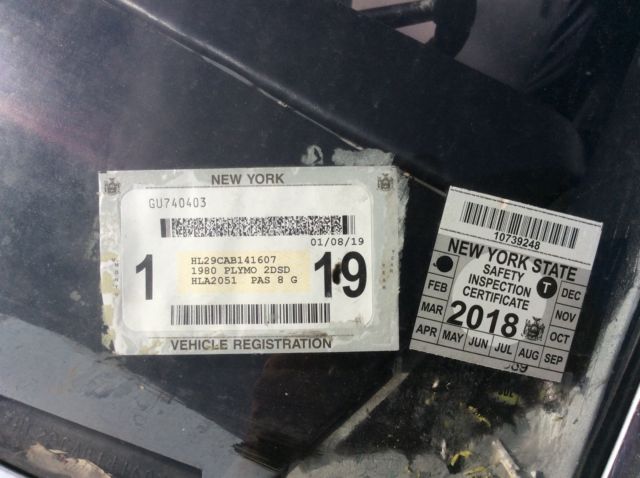 NEW YORK
GU740403
01/08/19
HL29CAB141607
1980 PLYMO 2DSD
HLA2051 PAS 8 G
1 19
VEHICLE REGISTRATION
10739248
NEW YORK STATE
SAFETY
INSPECTION
CERTIFICATE
T
2018
FEB
MAR
APR MAY JUN JUL AUG SEP
OCT
NOV
DEC